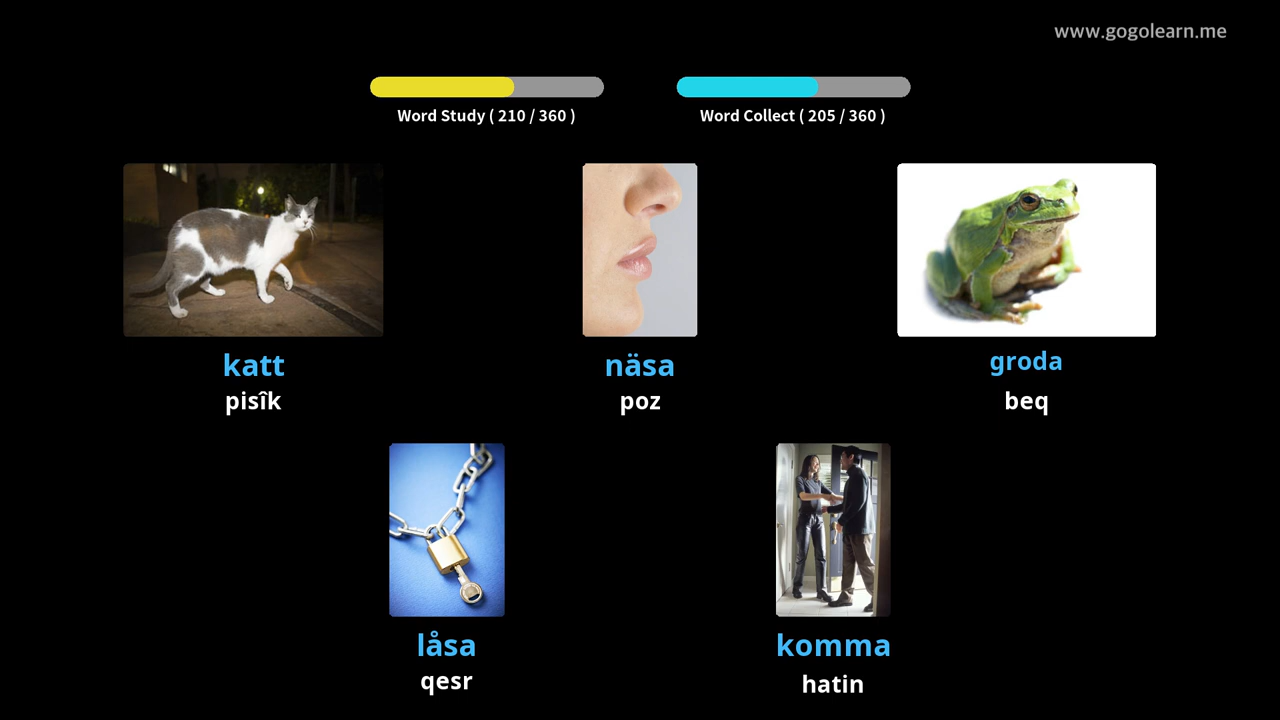 www.gogolearn.me
Word Study ( 210 / 360 )
Word Collect ( 205 / 360 )
katt
pisîk
näsa
poz
groda
beq
låsa
qesr
komma
hatin